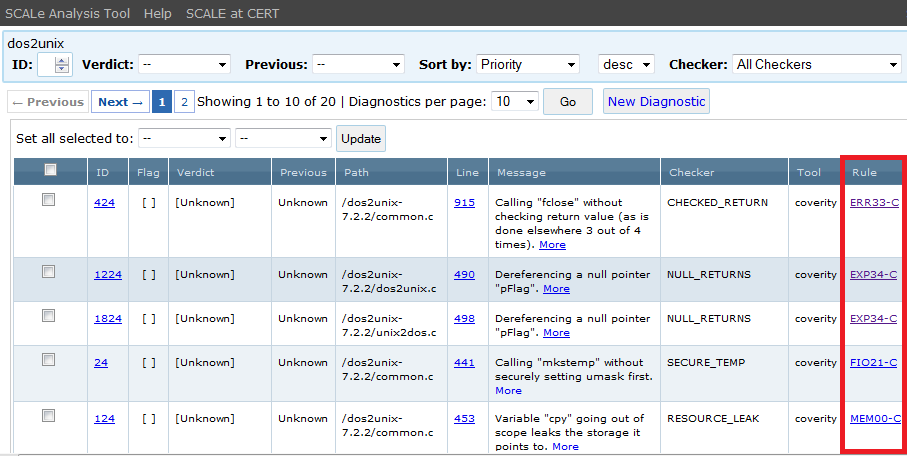 SCALe Analysis Tool Help SCALE at CERT
dos2unix
ID: Verdict: -- Previous: -- Sort by: Priority desc Checker: All Checkers
← Previous Next → 1 2 Showing 1 to 10 of 20 | Diagnostics per page: 10 Go New Diagnostic
Set all selected to: -- -- Update
ID Flag Verdict Previous Path Line Message Checker Tool Rule
424 [ ] [Unknown] Unknown /dos2unix- 915 Calling "fclose" without CHECKED_RETURN coverity ERR33-C
7.2.2/common.c checking return value (as is
done elsewhere 3 out of 4
times). More
1224 [ ] [Unknown] Unknown /dos2unix- 490 Dereferencing a null pointer NULL_RETURNS coverity EXP34-C
7.2.2/dos2unix.c "pFlag". More
1824 [ ] [Unknown] Unknown /dos2unix- 498 Dereferencing a null pointer NULL_RETURNS coverity EXP34-C
7.2.2/unix2dos.c "pFlag". More
24 [ ] [Unknown] Unknown /dos2unix- 441 Calling "mkstemp" without SECURE_TEMP coverity FIO21-C
7.2.2/common.c securely setting umask first.
More
124 [ ] [Unknown] Unknown /dos2unix- 453 Variable "cpy" going out of RESOURCE_LEAK coverity MEM00-C
7.2.2/common.c scope leaks the storage it
points to. More